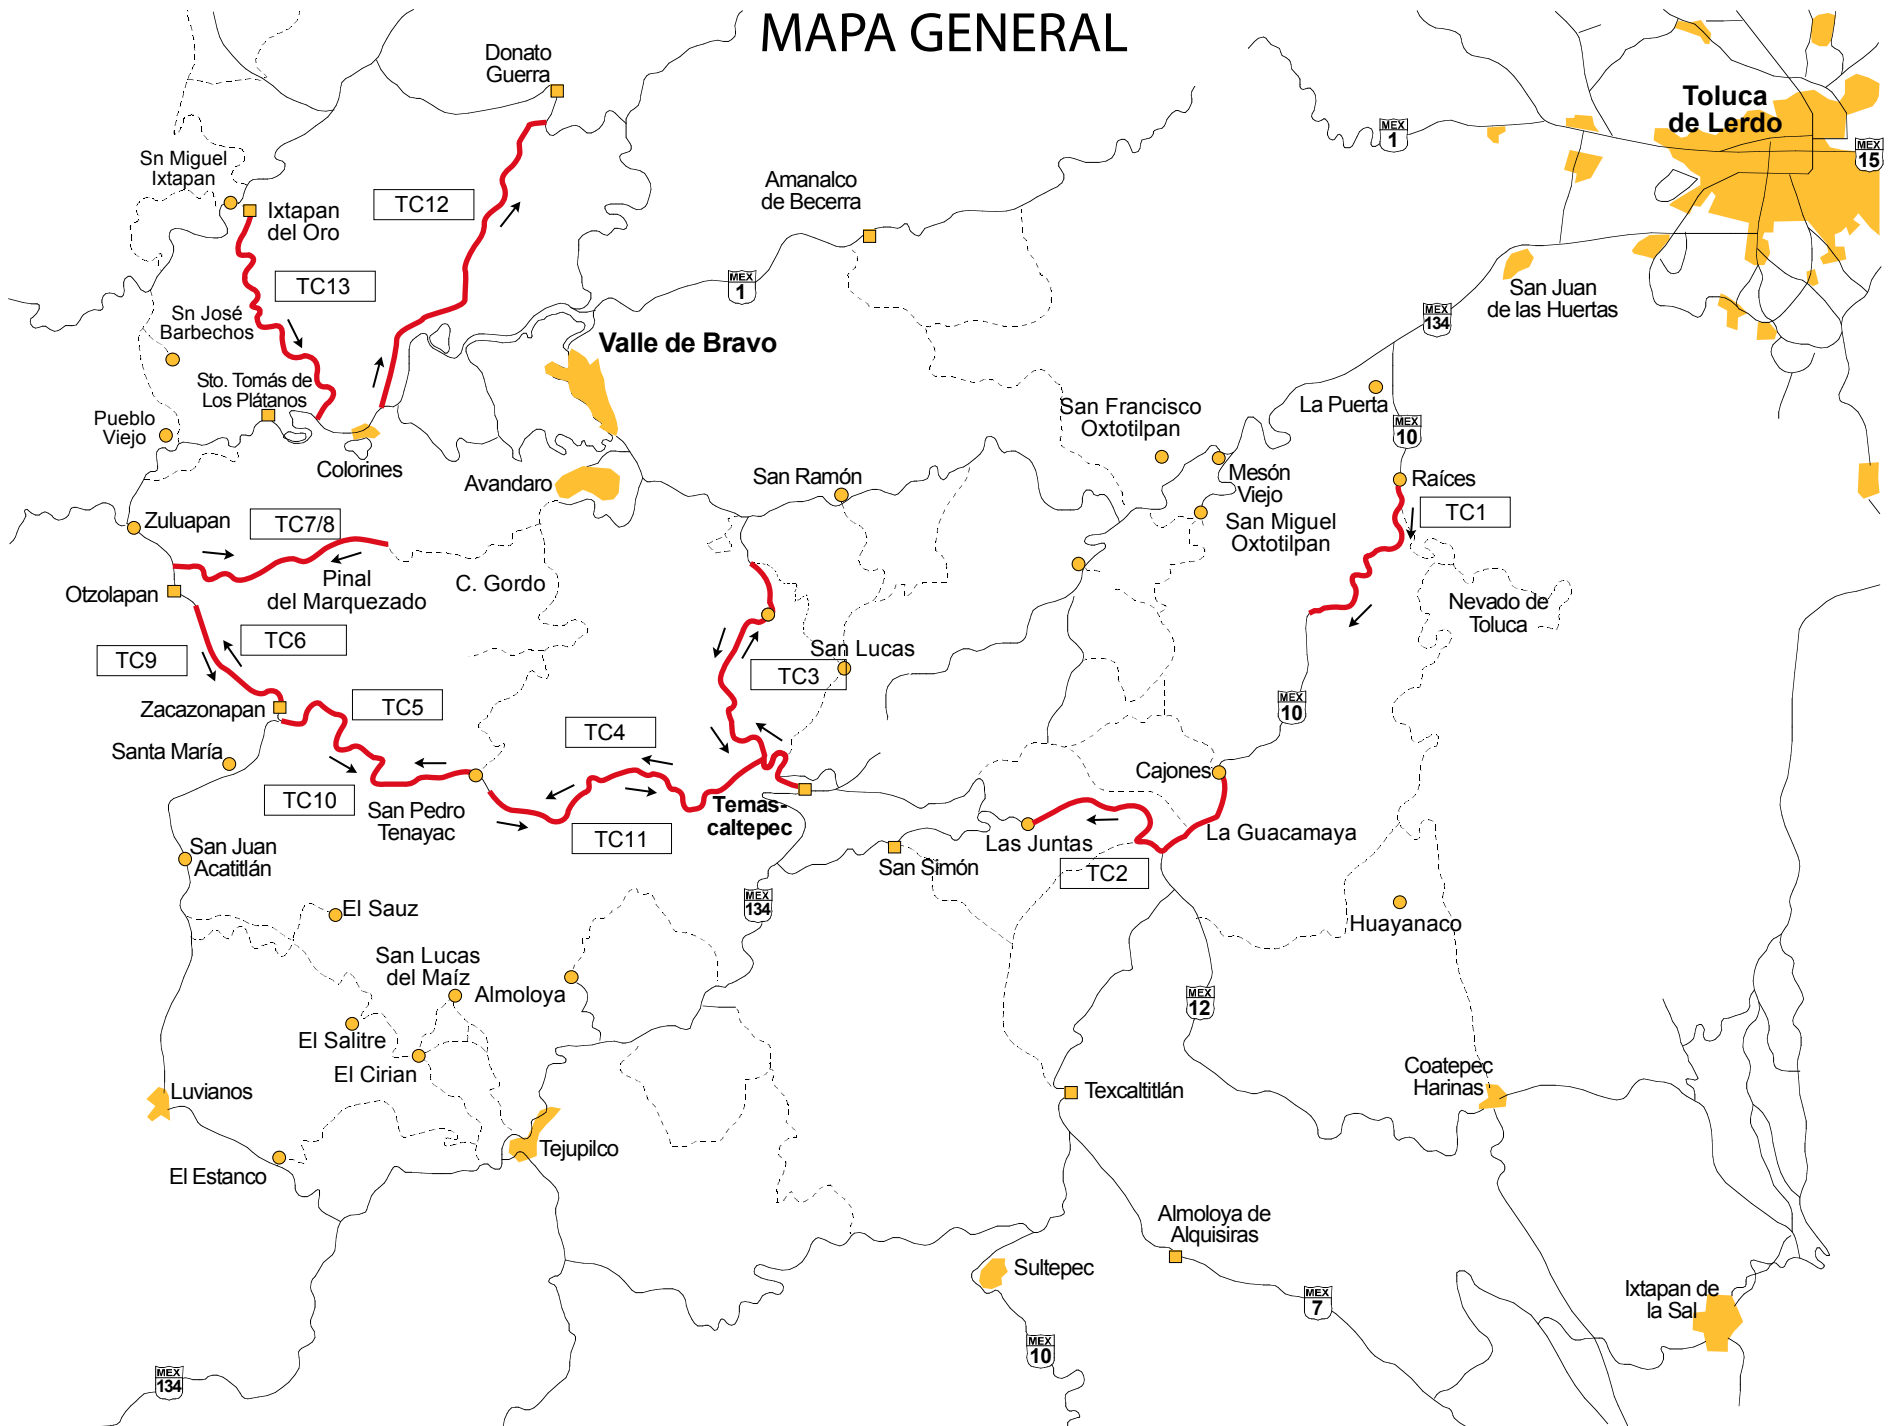 MAPA GENERAL
Donato
Guerra
Toluca
de Lerdo
MEX
1
MEX
15
Sn Miguel
Ixtapan
Amanalco
de Becerra
TC12
Ixtapan
del Oro
TC13
MEX
1
San Juan
de las Huertas
MEX
134
Sn José
Barbechos
Valle de Bravo
Sto. Tomás de
Los Plátanos
La Puerta
San Francisco
Oxtotilpan
Pueblo
Viejo
MEX
10
Colorines
Avandaro
San Ramón
Mesón
Viejo
Raíces
Zuluapan
TC7/8
San Miguel
Oxtotilpan
TC1
Otzolapan
Pinal
del Marquezado
C. Gordo
Nevado de
Toluca
TC6
TC9
San Lucas
TC3
Zacazonapan
TC5
TC4
MEX
10
Santa María
Cajones
TC10
San Pedro
Tenayac
TC11
Temas-
caltepec
Las Juntas
La Guacamaya
San Juan
Acatitlán
San Simón
TC2
El Sauz
MEX
134
Huayanaco
San Lucas
del Maíz
Almoloya
MEX
12
El Salitre
El Cirian
Coatepec
Harinas
Luvianos
Texcaltitlán
Tejupilco
El Estanco
Almoloya de
Alquisiras
Sultepec
Ixtapan de
la Sal
MEX
7
MEX
10
MEX
134